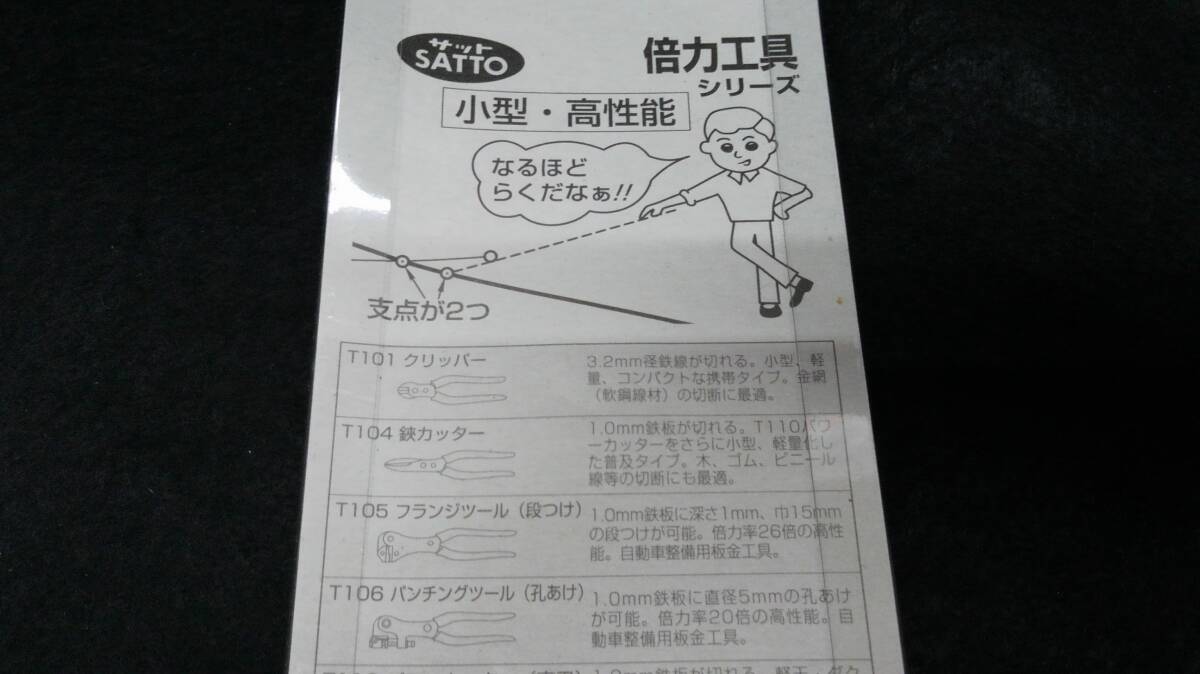 サット
SATTO
倍力工具
シリーズ
小型・高性能
なるほど
らくだなぁ!!
支点が2つ
T101 クリッパー
3.2mm径鉄線が切れる。小型、軽
量、コンパクトな携帯タイプ。金網
（軟鋼線材）の切断に最適。
T104 鋏カッター
1.0mm鉄板が切れる。T110パワ
ーカッターをさらに小型、軽量化し
た普及タイプ。木、ゴム、ビニール
線等の切断にも最適。
T105 フランジツール（段つけ）
1.0mm鉄板に深さ1mm、巾15mm
の段つけが可能。倍力率26倍の高性
能。自動車整備用板金工具。
T106 パンチングツール（孔あけ）
1.0mm鉄板に直径5mmの孔あけ
が可能。倍力率20倍の高性能。自
動車整備用板金工具。